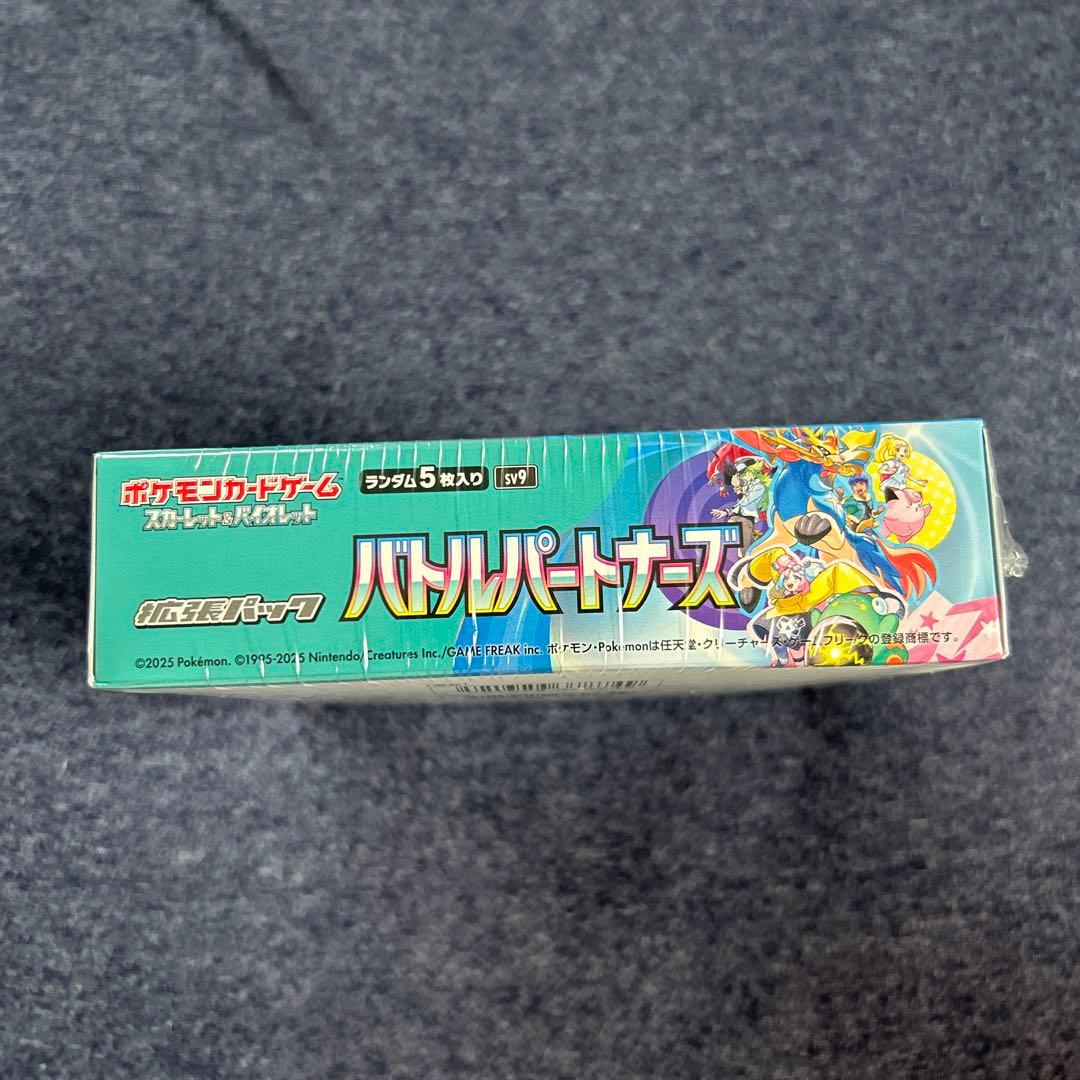 ポケモンカードゲーム
スカーレット&バイオレット
ランダム5枚入り
sv9
バトルパートナーズ
拡張パック
©2025 Pokémon. ©1995-2025 Nintendo/Creatures Inc./GAME FREAK inc. ポケモン・Pokémonは任天堂・クリーチャーズ・ゲームフリークの登録商標です。